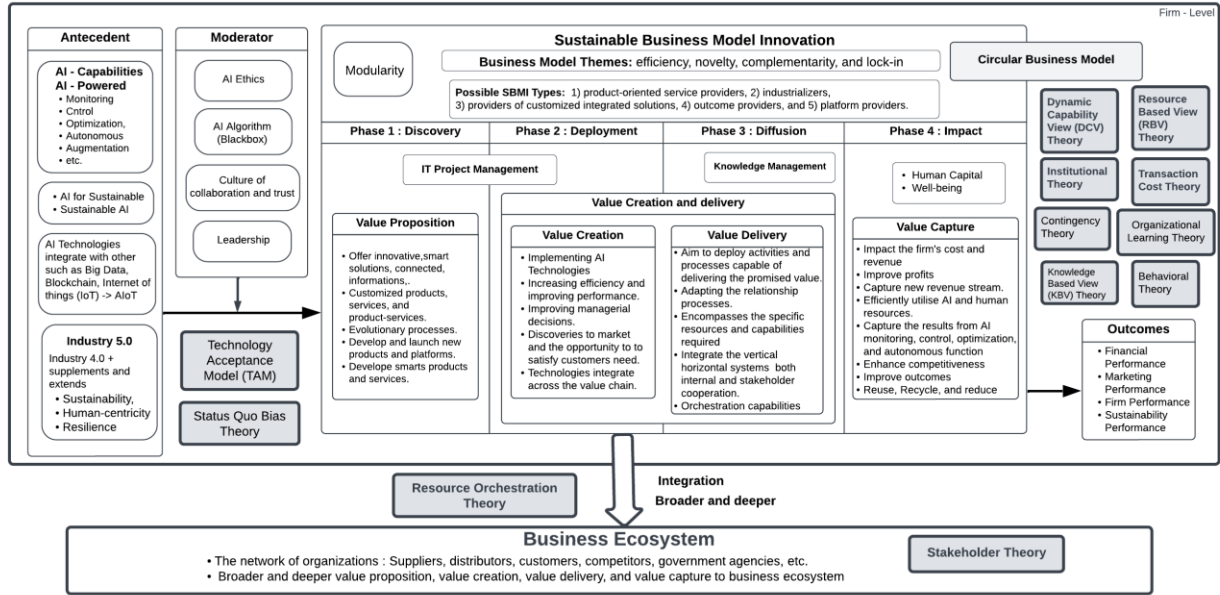 Firm - Level
Antecedent
AI - Capabilities
AI - Powered
• Monitoring
• Cntrol
• Optimization,
• Autonomous
• Augmentation
• etc.
• AI for Sustainable
• Sustainable AI
AI Technologies
integrate with other
such as Big Data,
Blockchain, Internet of
things (IoT) -> AIoT
Industry 5.0
Industry 4.0 +
supplements and
extends
• Sustainability,
• Human-centricity
• Resilience
Moderator
AI Ethics
AI Algorithm
(Blackbox)
Culture of
collaboration and trust
Leadership
Technology
Acceptance
Model (TAM)
Status Quo Bias
Theory
Sustainable Business Model Innovation
Modularity
Business Model Themes: efficiency, novelty, complementarity, and lock-in
Possible SBMI Types: 1) product-oriented service providers, 2) industrializers,
3) providers of customized integrated solutions, 4) outcome providers, and 5) platform providers.
Phase 1 : Discovery
Phase 2 : Deployment
Phase 3 : Diffusion
Phase 4 : Impact
IT Project Management
Knowledge Management
• Human Capital
• Well-being
Value Proposition
• Offer innovative,smart
solutions, connected,
informations,.
• Customized products,
services, and
product-services.
• Evolutionary processes.
• Develop and launch new
products and platforms.
• Develope smarts products
and services.
Value Creation and delivery
Value Creation
• Implementing AI
Technologies
• Increasing efficiency and
improving performance.
• Improving managerial
decisions.
• Discoveries to market
and the opportunity to to
satisfy customers need.
• Technologies integrate
across the value chain.
Value Delivery
• Aim to deploy activities and
processes capable of
delivering the promised value.
• Adapting the relationship
processes.
• Encompasses the specific
resources and capabilities
required
• Integrate the vertical
horizontal systems both
internal and stakeholder
cooperation.
• Orchestration capabilities
Value Capture
• Impact the firm's cost and
revenue
• Improve profits
• Capture new revenue stream.
• Efficiently utilise AI and human
resources.
• Capture the results from AI
monitoring, control, optimization,
and autonomous function
• Enhance competitiveness
• Improve outcomes
• Reuse, Recycle, and reduce
Circular Business Model
Dynamic
Capability
View (DCV)
Theory
Resource
Based View
(RBV)
Theory
Institutional
Theory
Transaction
Cost Theory
Contingency
Theory
Organizational
Learning Theory
Knowledge
Based View
(KBV) Theory
Behavioral
Theory
Outcomes
• Financial
Performance
• Marketing
Performance
• Firm Performance
• Sustainability
Performance
Resource Orchestration
Theory
Integration
Broader and deeper
Business Ecosystem
• The network of organizations : Suppliers, distributors, customers, competitors, government agencies, etc.
• Broader and deeper value proposition, value creation, value delivery, and value capture to business ecosystem
Stakeholder Theory